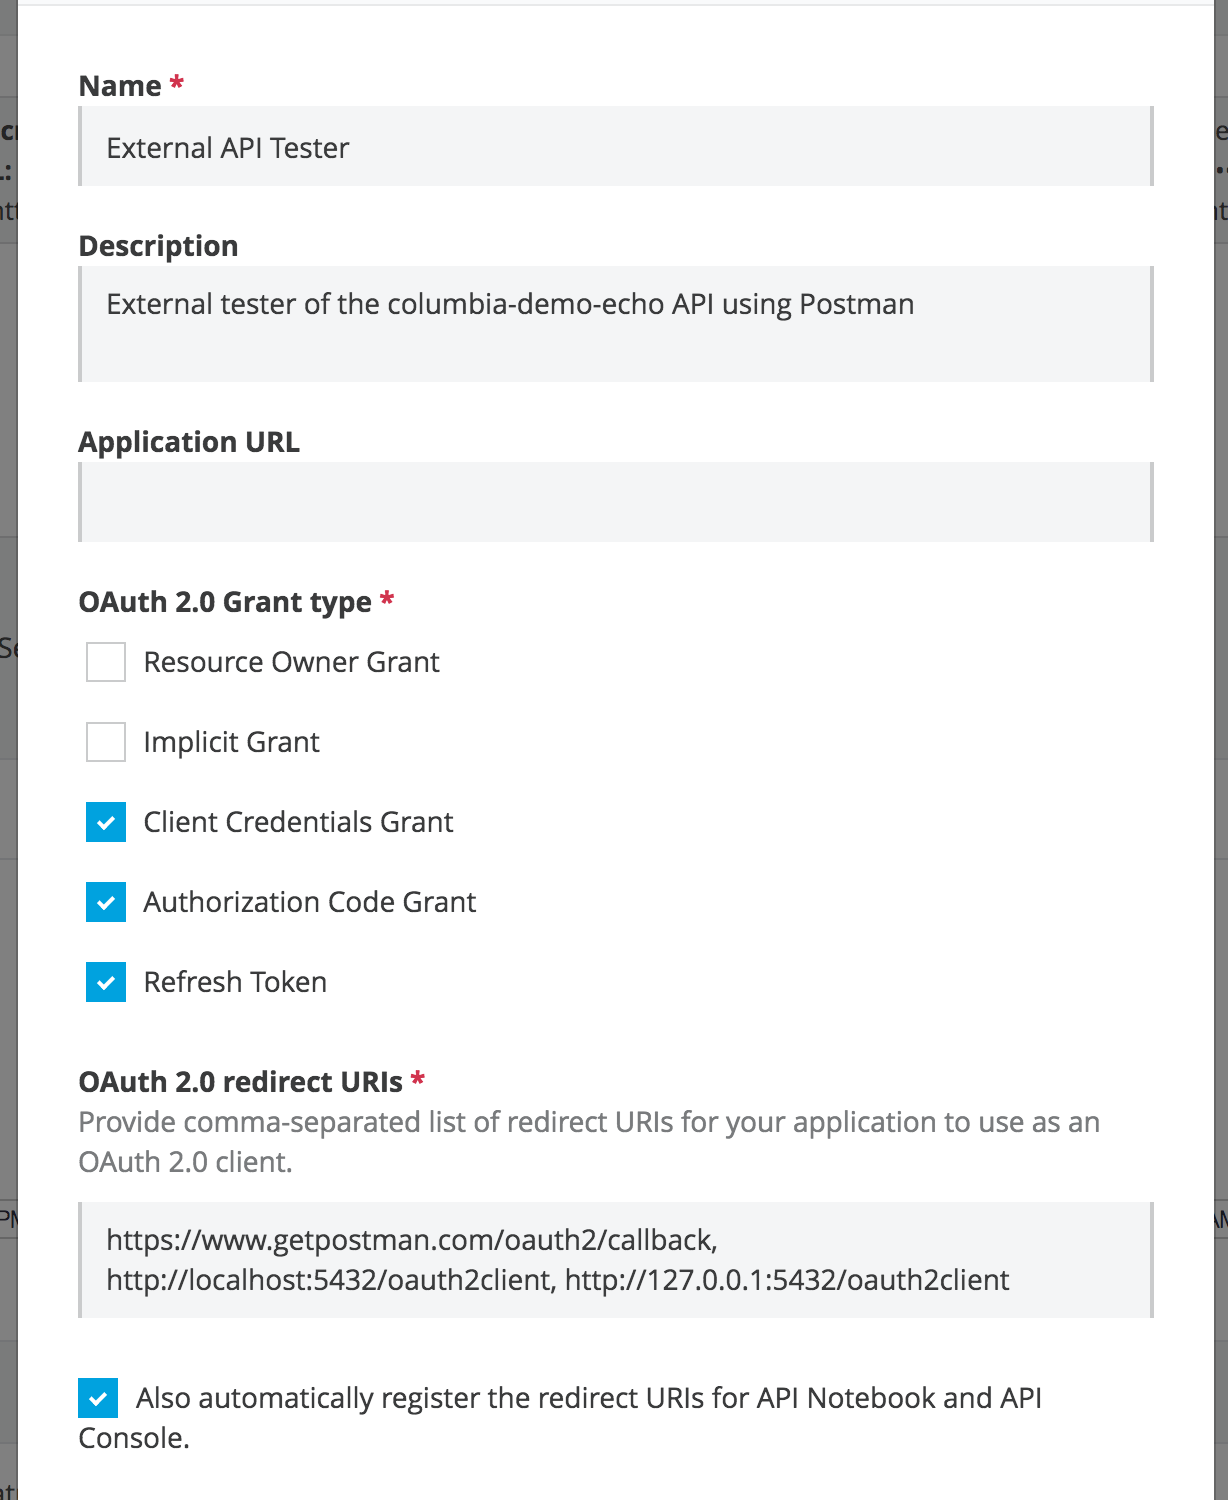 Name *
External API Tester
Description
External tester of the columbia-demo-echo API using Postman
Application URL
OAuth 2.0 Grant type *
Resource Owner Grant
Implicit Grant
Client Credentials Grant
Authorization Code Grant
Refresh Token
OAuth 2.0 redirect URIs *
Provide comma-separated list of redirect URIs for your application to use as an
OAuth 2.0 client.
https://www.getpostman.com/oauth2/callback,
http://localhost:5432/oauth2client, http://127.0.0.1:5432/oauth2client
Also automatically register the redirect URIs for API Notebook and API
Console.